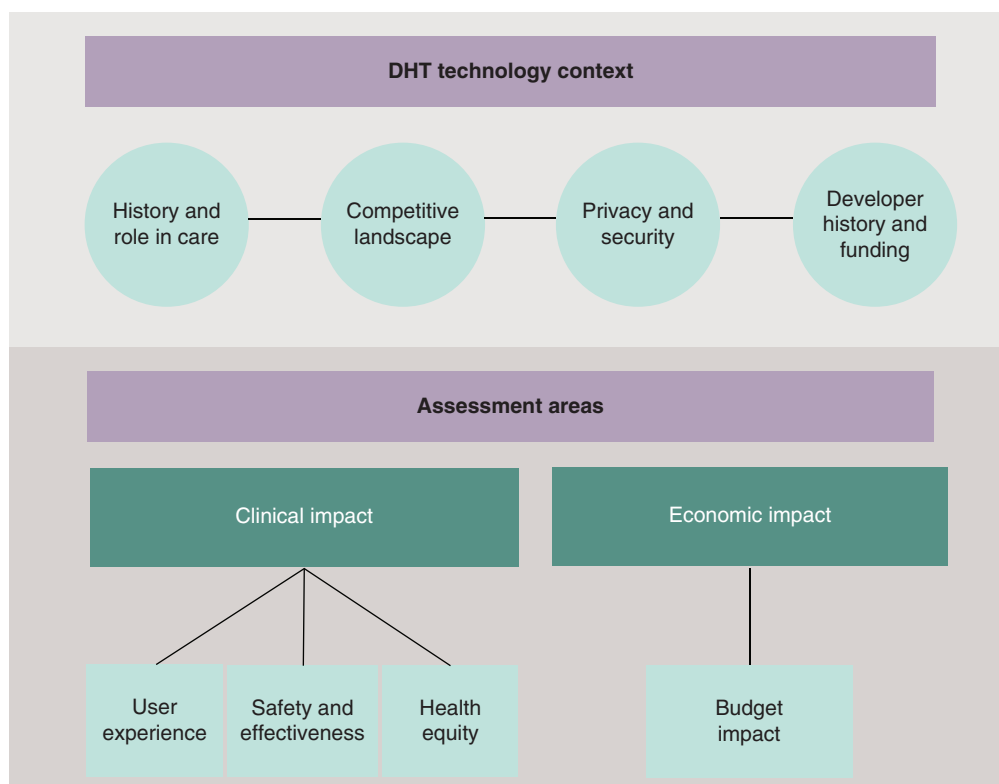 DHT technology context
History and
role in care
Competitive
landscape
Privacy and
security
Developer
history and
funding
Assessment areas
Clinical impact
Economic impact
User
experience
Safety and
effectiveness
Health
equity
Budget
impact